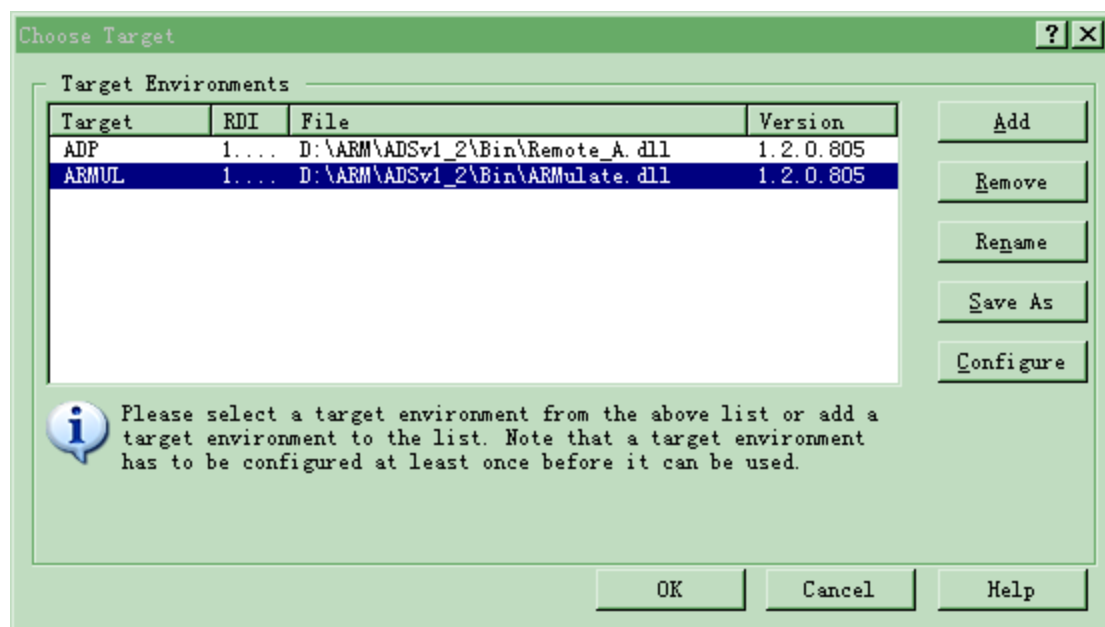 Choose Target
Target Environments
Target RDI File Version
ADP 1.... D:\ARM\ADSv1_2\Bin\Remote_A.dll 1.2.0.805
ARMUL 1.... D:\ARM\ADSv1_2\Bin\ARMulate.dll 1.2.0.805
Add
Remove
Rename
Save As
Configure
Please select a target environment from the above list or add a
target environment to the list. Note that a target environment
has to be configured at least once before it can be used.
OK Cancel Help